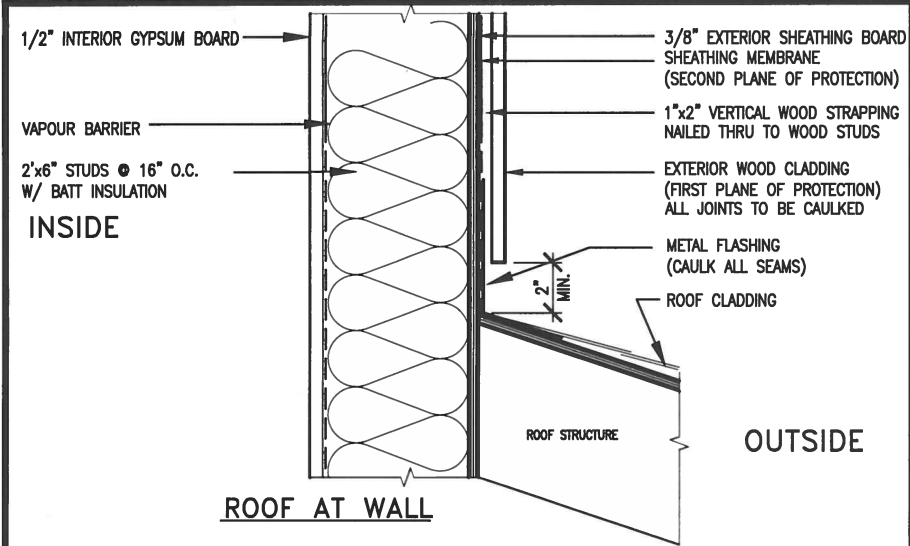 1/2" INTERIOR GYPSUM BOARD
VAPOUR BARRIER
2'x6" STUDS @ 16" O.C.
W/ BATT INSULATION
INSIDE
3/8" EXTERIOR SHEATHING BOARD
SHEATHING MEMBRANE
(SECOND PLANE OF PROTECTION)
1"x2" VERTICAL WOOD STRAPPING
NAILED THRU TO WOOD STUDS
EXTERIOR WOOD CLADDING
(FIRST PLANE OF PROTECTION)
ALL JOINTS TO BE CAULKED
METAL FLASHING
(CAULK ALL SEAMS)
2"
MIN.
ROOF CLADDING
ROOF STRUCTURE
OUTSIDE
ROOF AT WALL